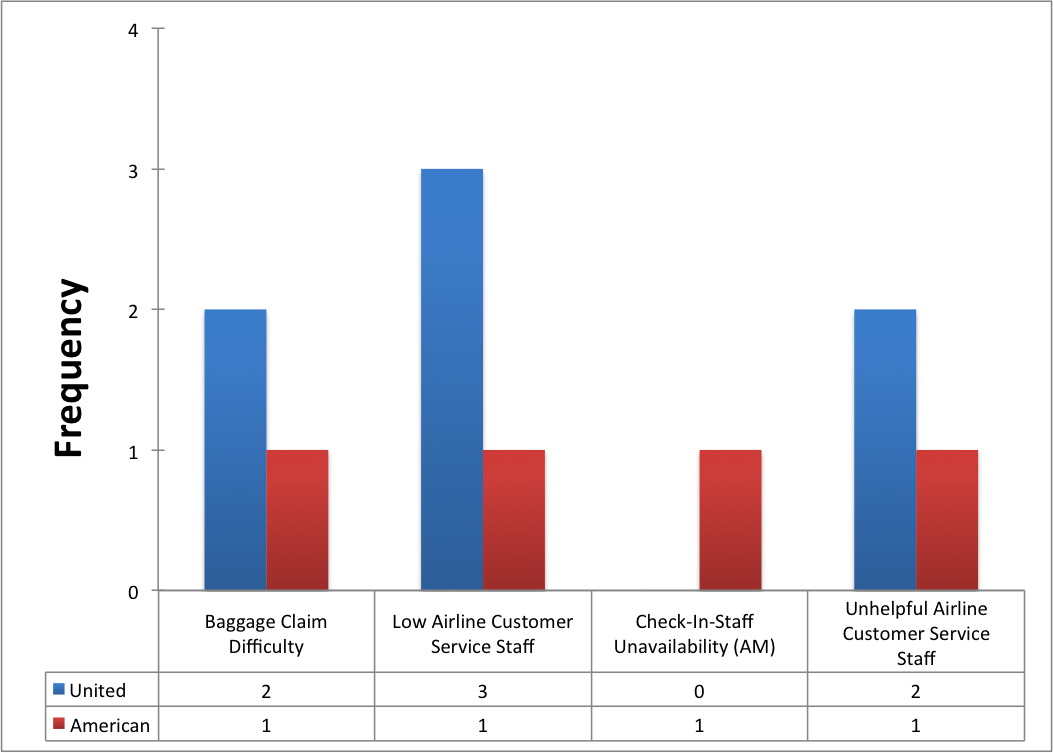 4
3
2
1
0
Frequency
Baggage Claim
Difficulty
Low Airline Customer
Service Staff
Check-In-Staff
Unavailability (AM)
Unhelpful Airline
Customer Service
Staff
United 2 3 0 2
American 1 1 1 1